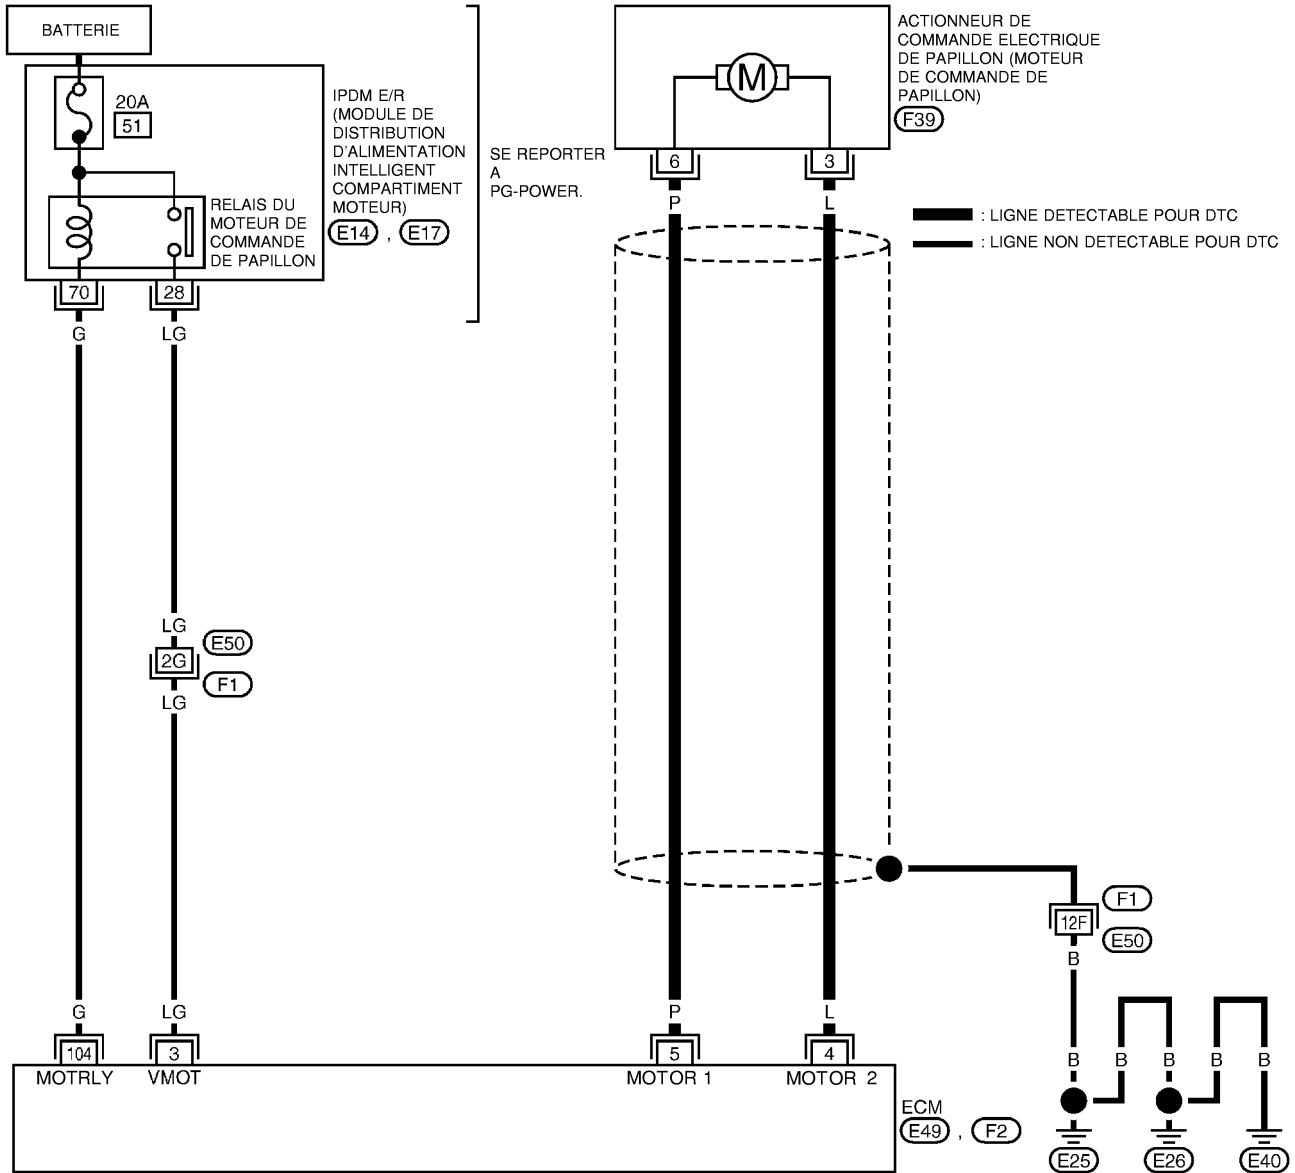 BATTERIE
20A
51
IPDM E/R
(MODULE DE
DISTRIBUTION
D'ALIMENTATION
INTELLIGENT
COMPARTIMENT
MOTEUR)
E14 , E17
RELAIS DU
MOTEUR DE
COMMANDE
DE PAPILLON
SE REPORTER
A
PG-POWER.
70 28
G LG
LG
E50
2G
F1
LG
G LG
104 3
MOTRLY VMOT
M
ACTIONNEUR DE
COMMANDE ELECTRIQUE
DE PAPILLON (MOTEUR
DE COMMANDE DE
PAPILLON)
F39
6 3
P L
: LIGNE DETECTABLE POUR DTC
: LIGNE NON DETECTABLE POUR DTC
P L
5 4
MOTOR 1 MOTOR 2
ECM
E49 , F2
F1
12F
E50
B
B B B B B
E25 E26 E40